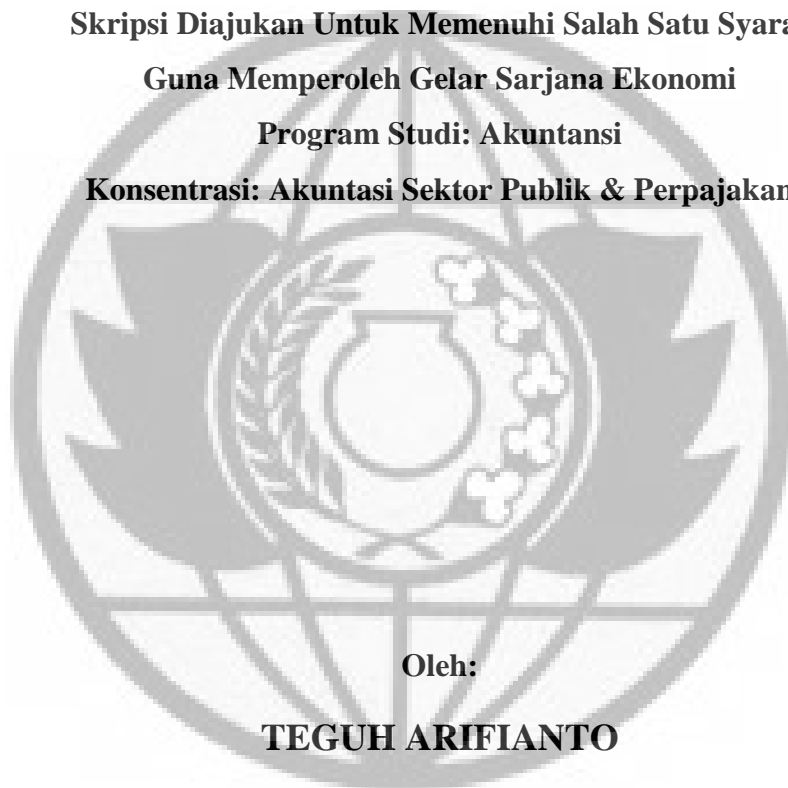 Skripsi Diajukan Untuk Memenuhi Salah Satu Syara
Guna Memperoleh Gelar Sarjana Ekonomi
Program Studi: Akuntansi
Konsentrasi: Akuntasi Sektor Publik & Perpajakan
Oleh:
TEGUH ARIFIANTO